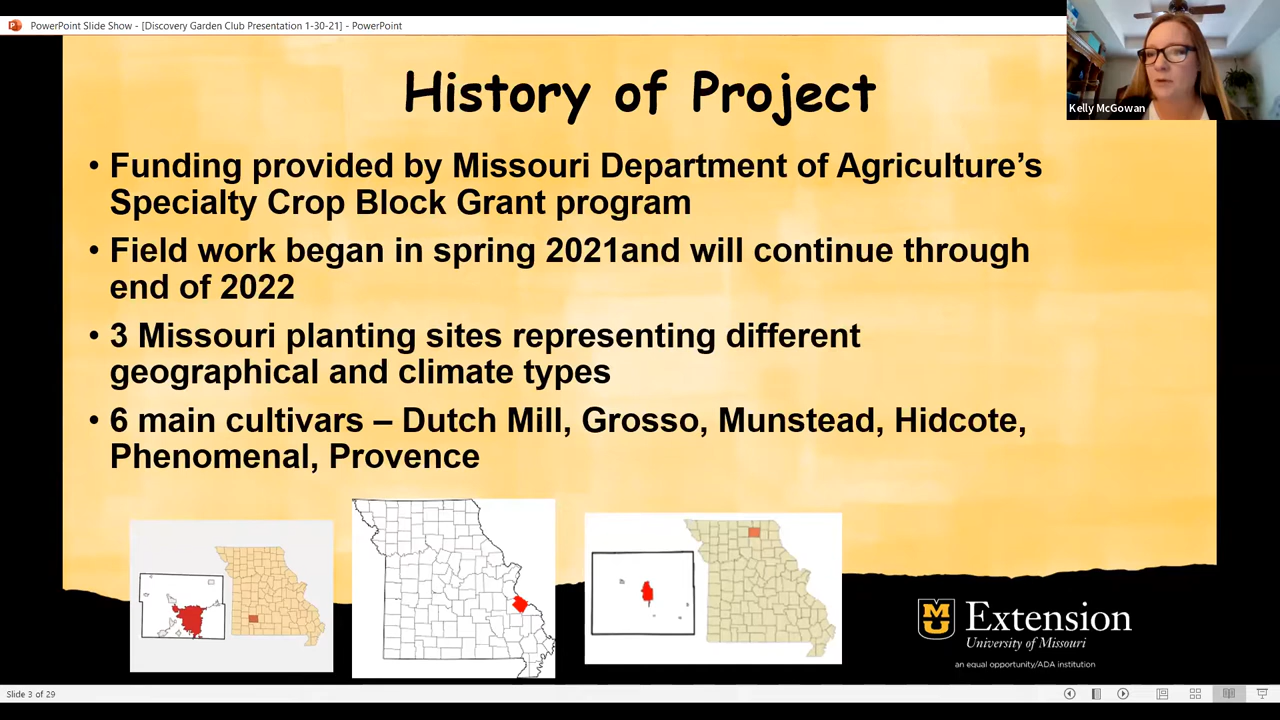 PowerPoint Slide Show - [Discovery Garden Club Presentation 1-30-21] - PowerPoint
Kelly McGowan
History of Project
• Funding provided by Missouri Department of Agriculture’s
Specialty Crop Block Grant program
• Field work began in spring 2021and will continue through
end of 2022
• 3 Missouri planting sites representing different
geographical and climate types
• 6 main cultivars – Dutch Mill, Grosso, Munstead, Hidcote,
Phenomenal, Provence
MU Extension
University of Missouri
an equal opportunity/ADA institution
Slide 3 of 29